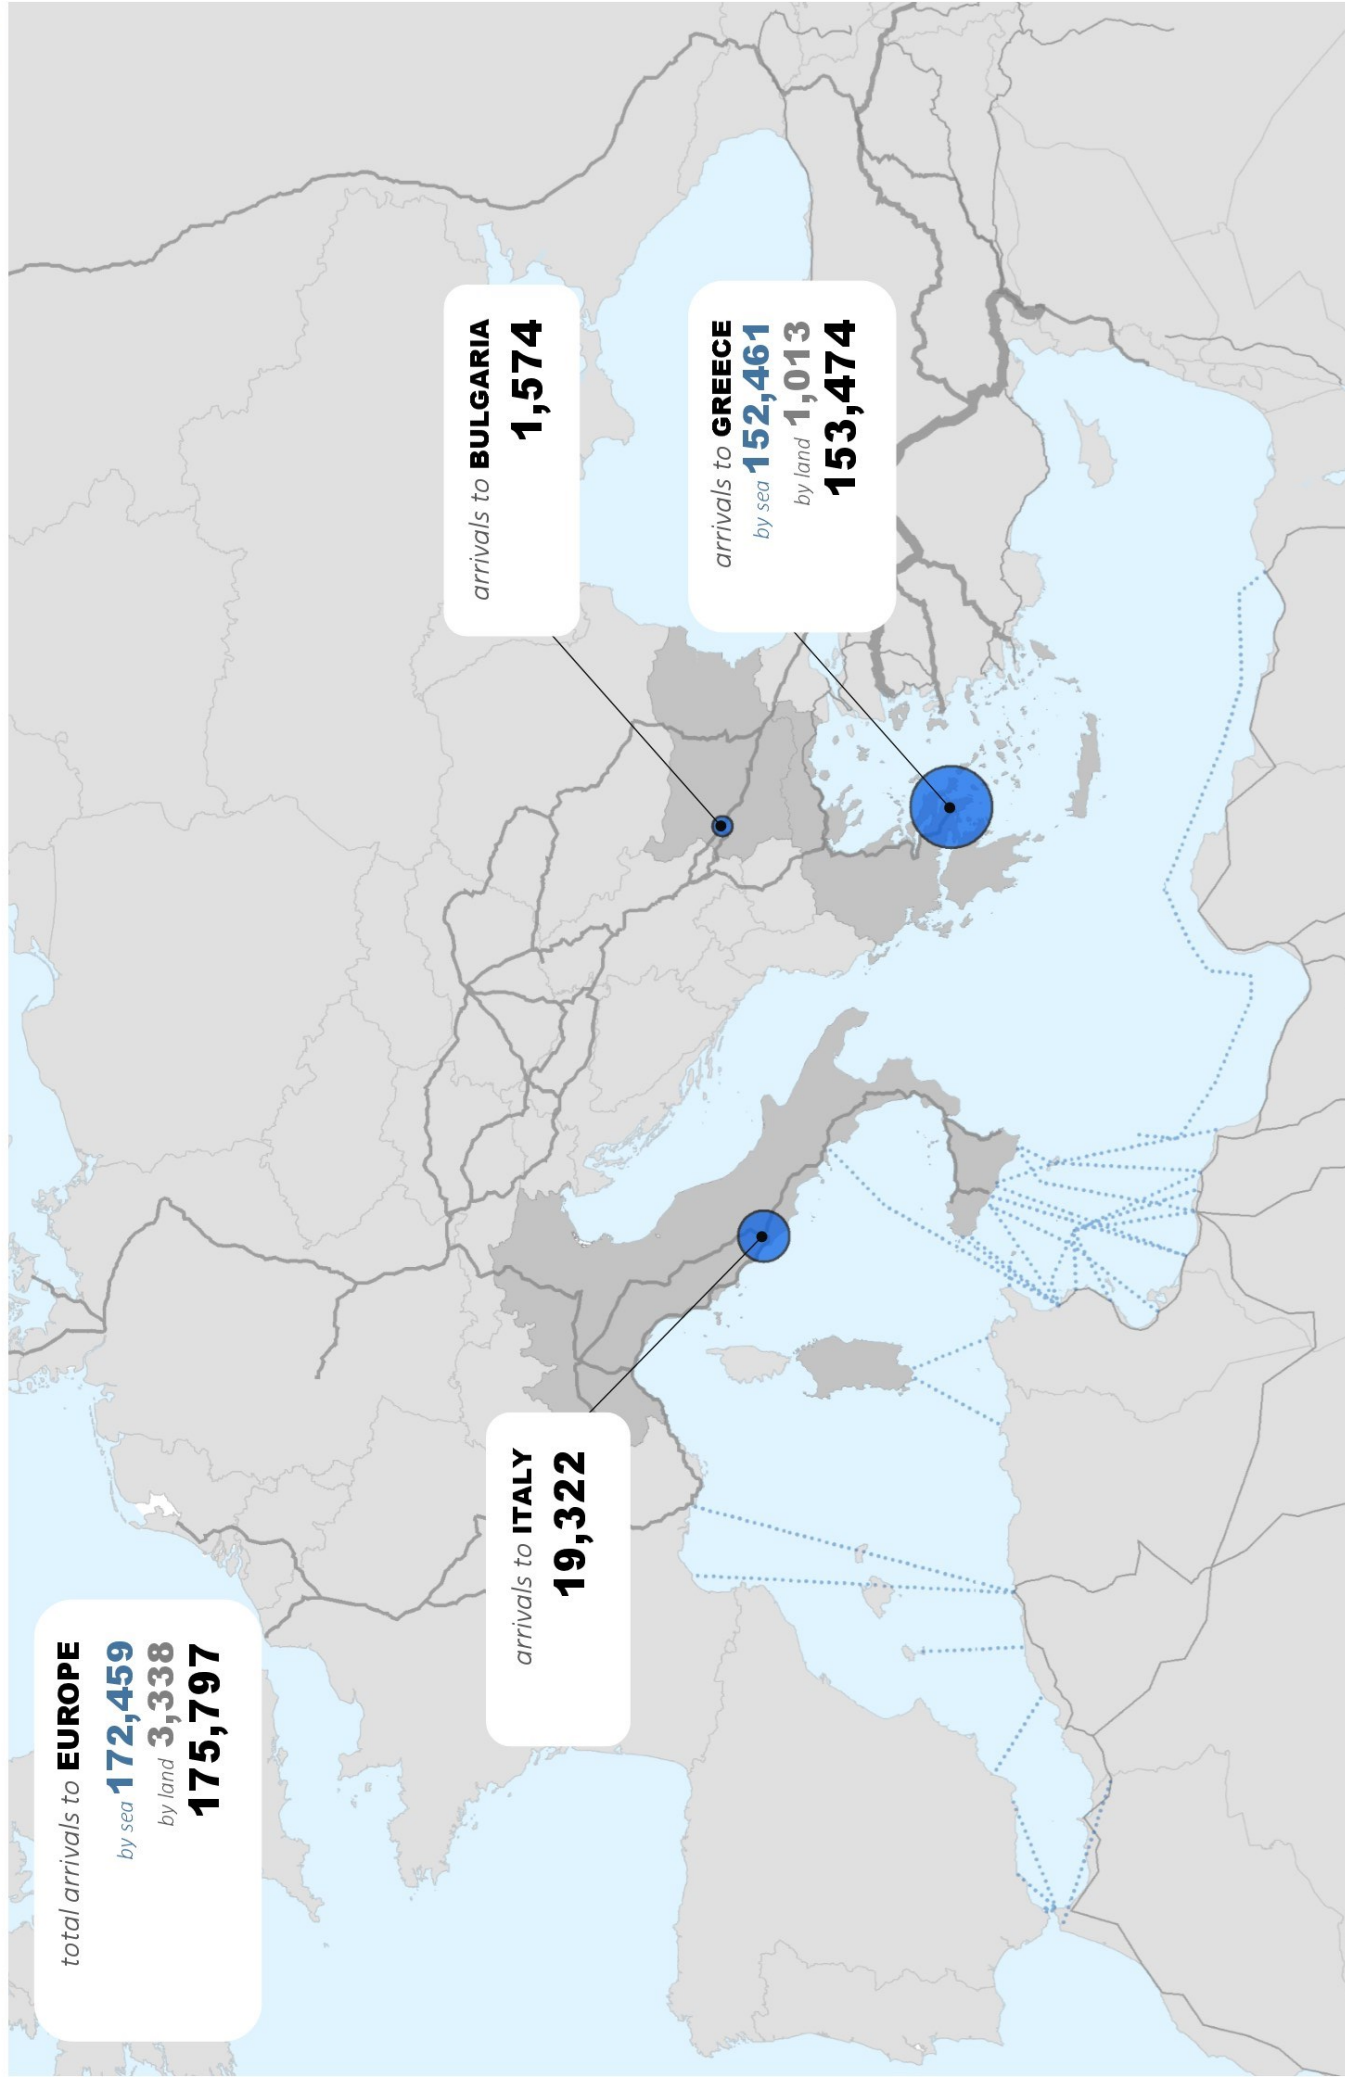 total arrivals to EUROPE
by sea 172,459
by land 3,338
175,797
arrivals to ITALY
19,322
arrivals to BULGARIA
1,574
arrivals to GREECE
by sea 152,461
by land 1,013
153,474